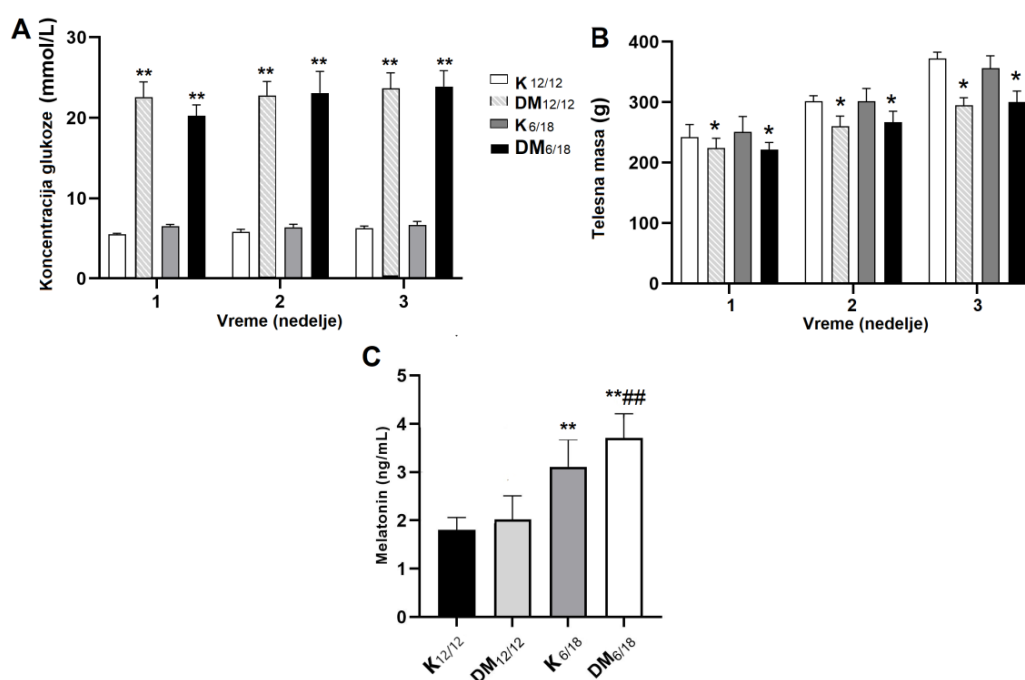 A
Koncentracija glukoze (mmol/L)
30
20
10
0
** ** ** ** ** **
1 2 3
Vreme (nedelje)
K 12/12
DM12/12
K 6/18
DM6/18
B
Telesna masa (g)
400
300
200
100
0
* * * * * *
1 2 3
Vreme (nedelje)
C
Melatonin (ng/mL)
5
4
3
2
1
0
** **##
K12/12 DM12/12 K 6/18 DM6/18